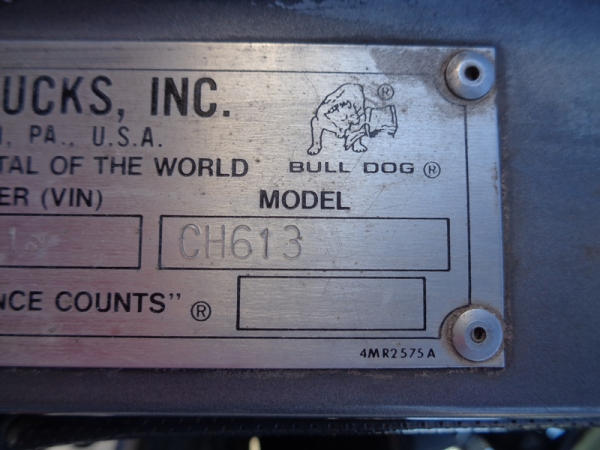 UCKS, INC. ®
, PA., U.S.A.
TAL OF THE WORLD BULL DOG ®
ER (VIN) MODEL
CH613
NCE COUNTS" ®
4MR2575A